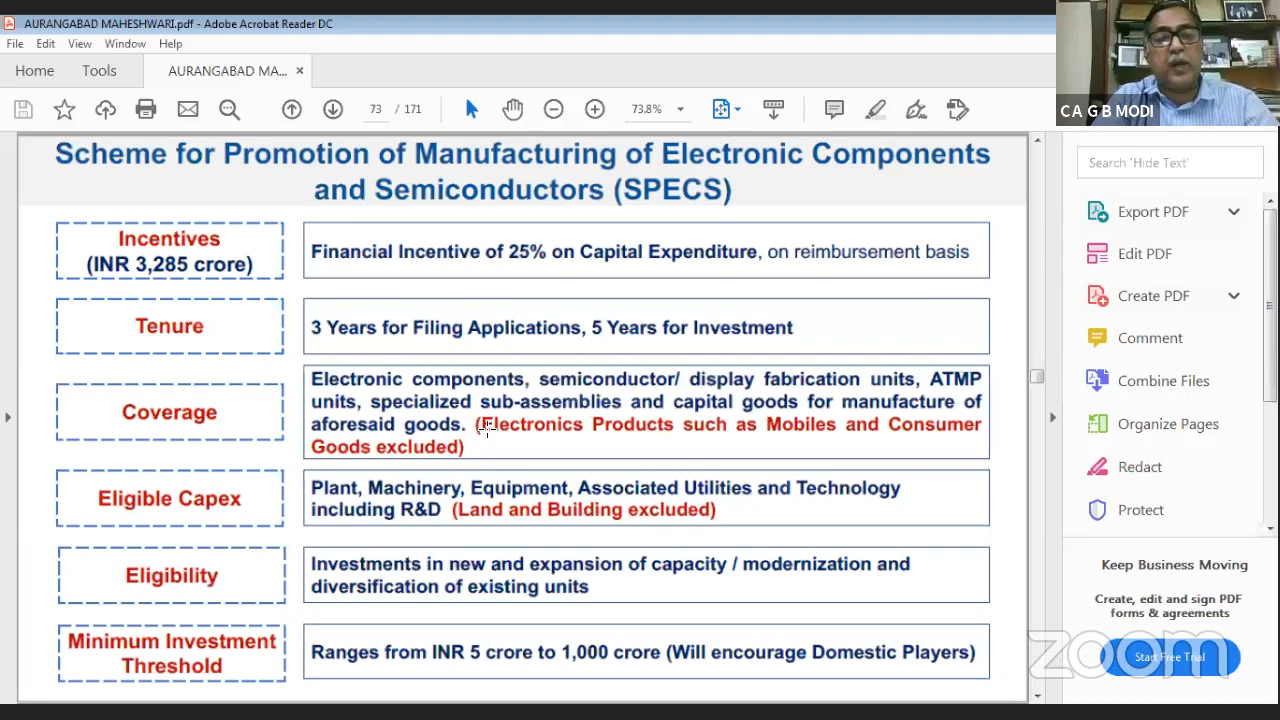 AURANGABAD MAHESHWARI.pdf - Adobe Acrobat Reader DC
File Edit View Window Help
Home Tools AURANGABAD MA... ×
73 / 171 73.8%
C A G B MODI
Scheme for Promotion of Manufacturing of Electronic Components
and Semiconductors (SPECS)
Incentives
(INR 3,285 crore)
Financial Incentive of 25% on Capital Expenditure, on reimbursement basis
Tenure
3 Years for Filing Applications, 5 Years for Investment
Coverage
Electronic components, semiconductor/ display fabrication units, ATMP
units, specialized sub-assemblies and capital goods for manufacture of
aforesaid goods. (Electronics Products such as Mobiles and Consumer
Goods excluded)
Eligible Capex
Plant, Machinery, Equipment, Associated Utilities and Technology
including R&D (Land and Building excluded)
Eligibility
Investments in new and expansion of capacity / modernization and
diversification of existing units
Minimum Investment
Threshold
Ranges from INR 5 crore to 1,000 crore (Will encourage Domestic Players)
Search 'Hide Text'
Export PDF
Edit PDF
Create PDF
Comment
Combine Files
Organize Pages
Redact
Protect
Keep Business Moving
Create, edit and sign PDF
forms & agreements
Start Free Trial
zoom